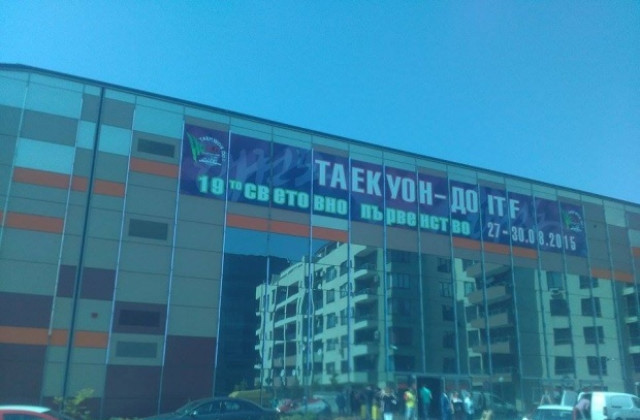 ТАЕКУОН-ДО ITF
19то СВЕТОВНО ПЪРВЕНСТВО
27-30.08.2015